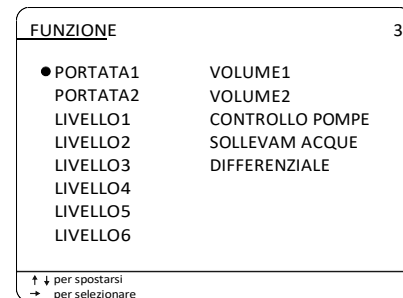 FUNZIONE 3
● PORTATA1 VOLUME1
PORTATA2 VOLUME2
LIVELLO1 CONTROLLO POMPE
LIVELLO2 SOLLEVAM ACQUE
LIVELLO3 DIFFERENZIALE
LIVELLO4
LIVELLO5
LIVELLO6
↑ ↓ per spostarsi
→ per selezionare